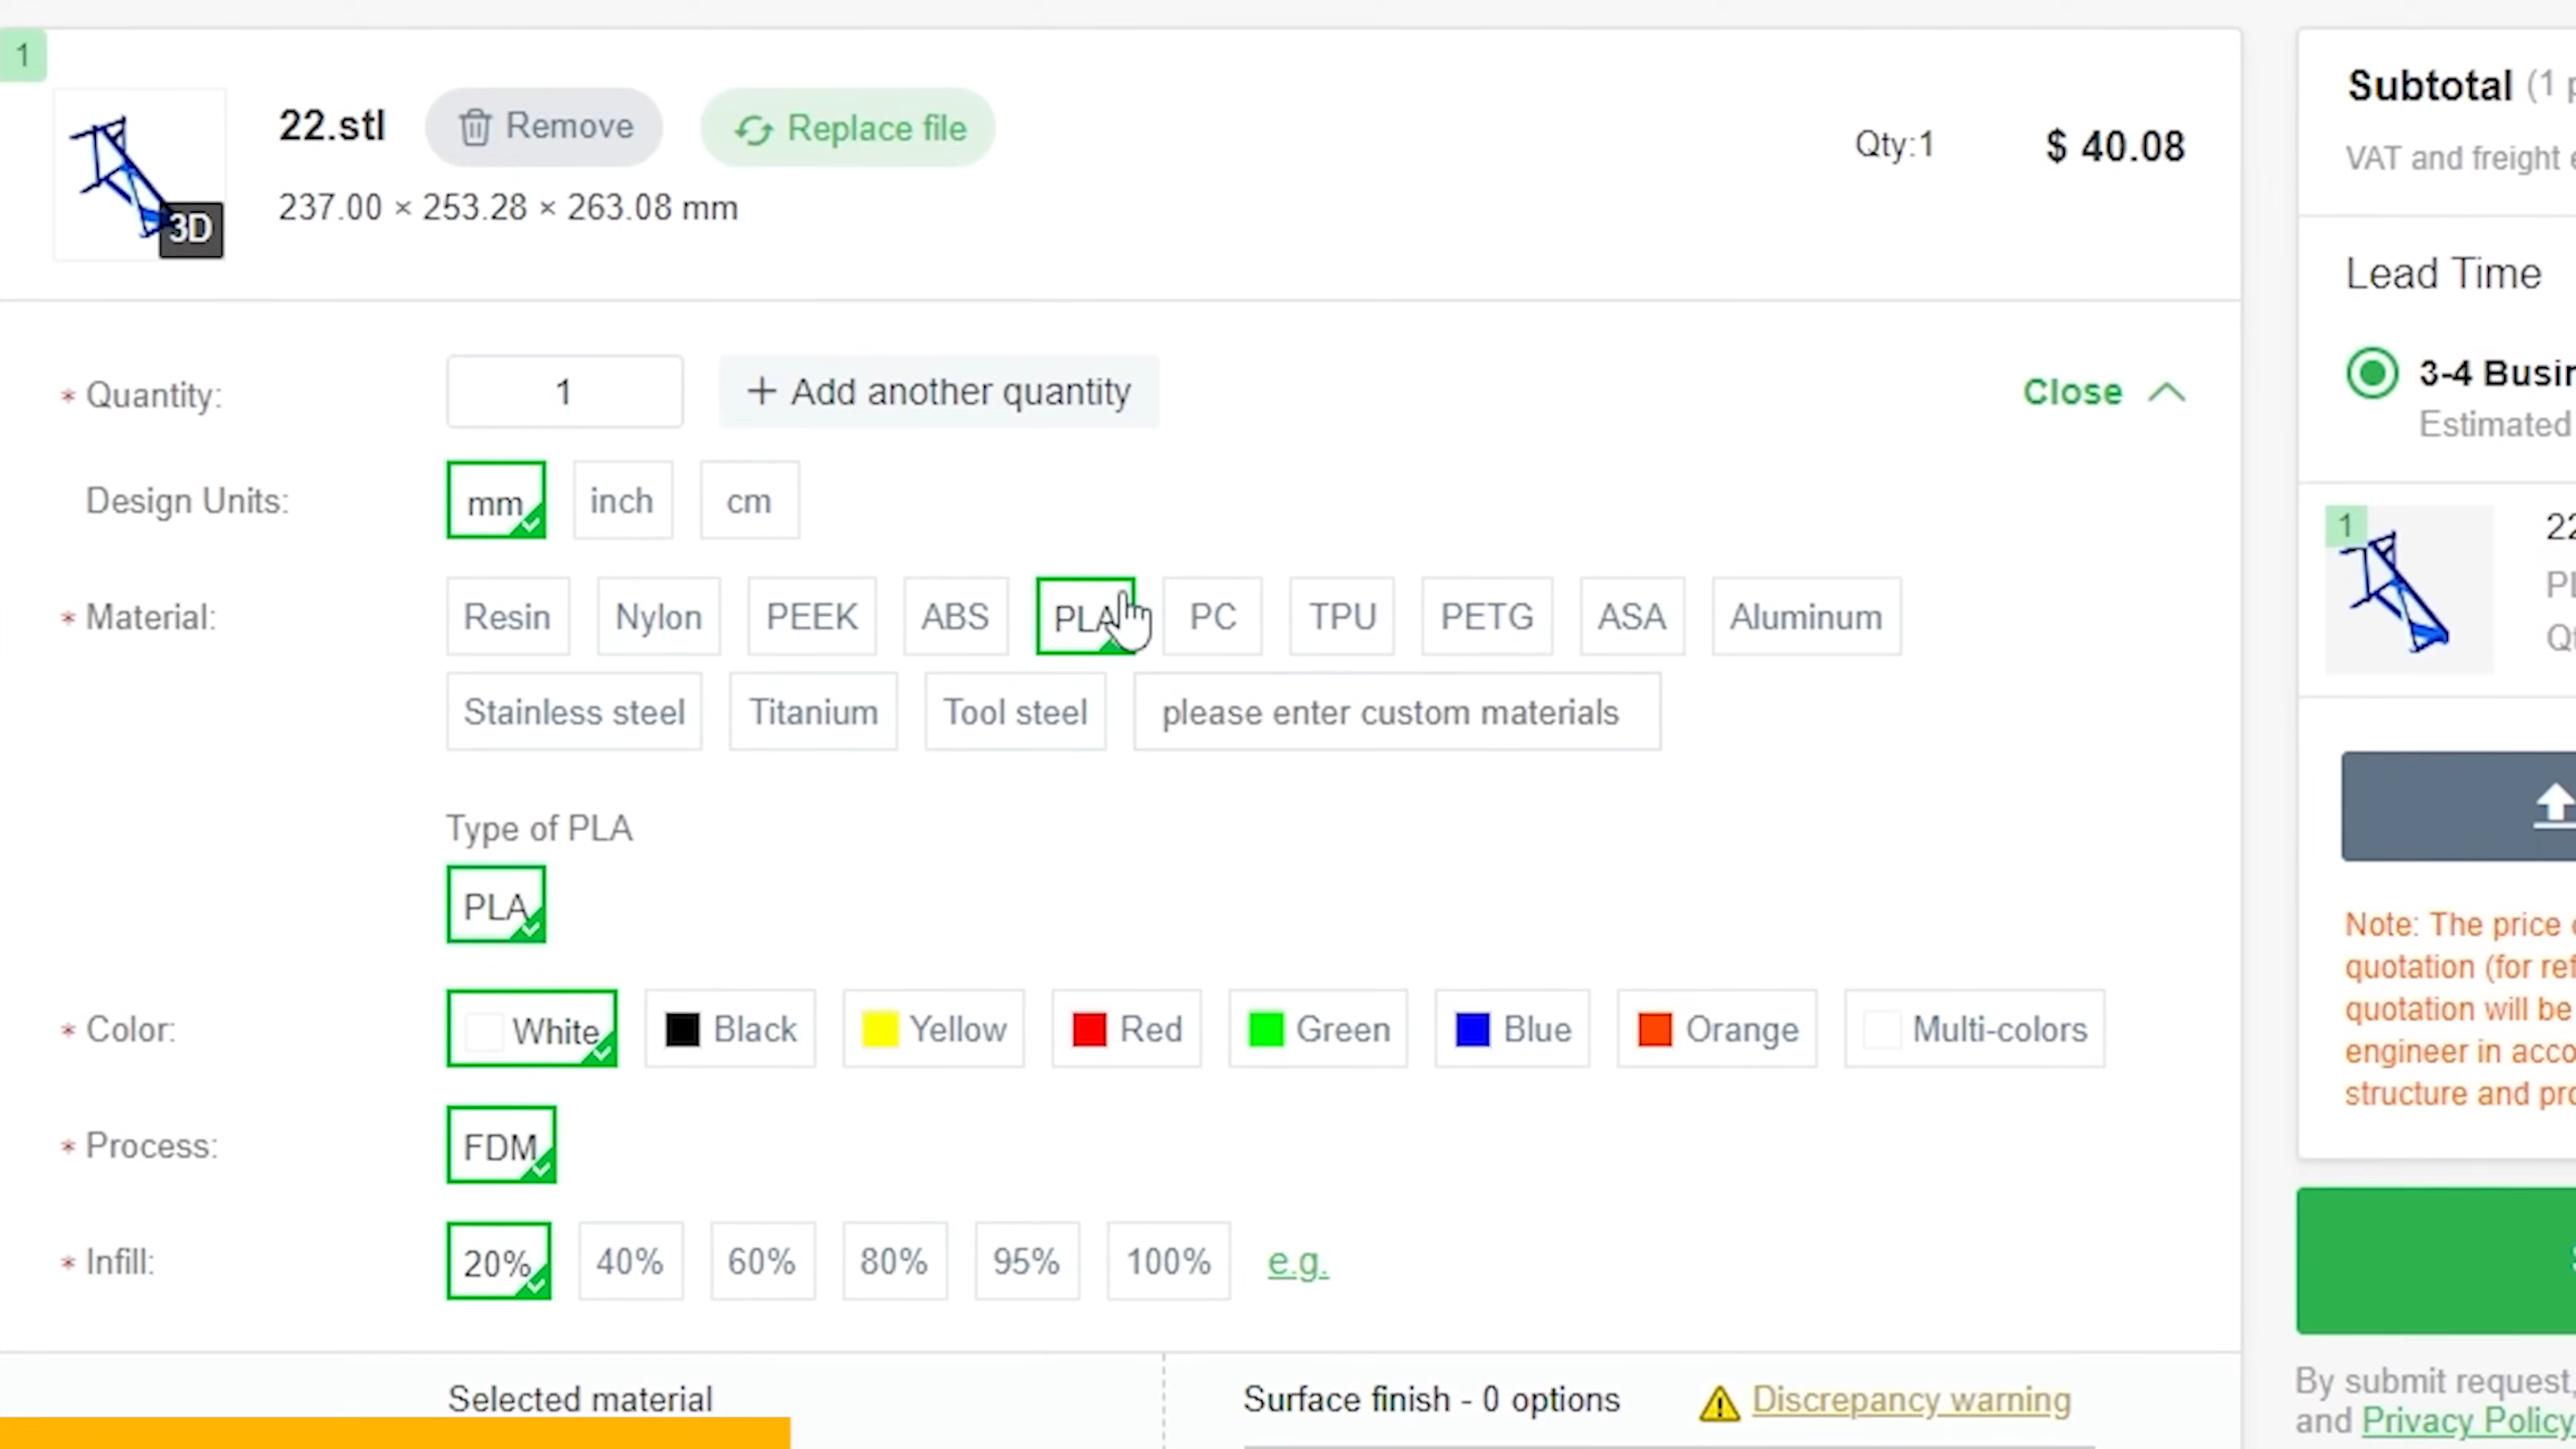 1
22.stl Remove Replace file Qty:1 $ 40.08
237.00 × 253.28 × 263.08 mm
3D
* Quantity: 1 + Add another quantity Close
Design Units: mm inch cm
* Material: Resin Nylon PEEK ABS PLA PC TPU PETG ASA Aluminum
Stainless steel Titanium Tool steel please enter custom materials
Type of PLA
PLA
* Color: White Black Yellow Red Green Blue Orange Multi-colors
* Process: FDM
* Infill: 20% 40% 60% 80% 95% 100% e.g.
Selected material Surface finish - 0 options Discrepancy warning
Subtotal (1
VAT and freight
Lead Time
3-4
Estimated
1
22
Note: The price
quotation (for
quotation will be
engineer in
structure and
By submit request,
and Privacy Policy